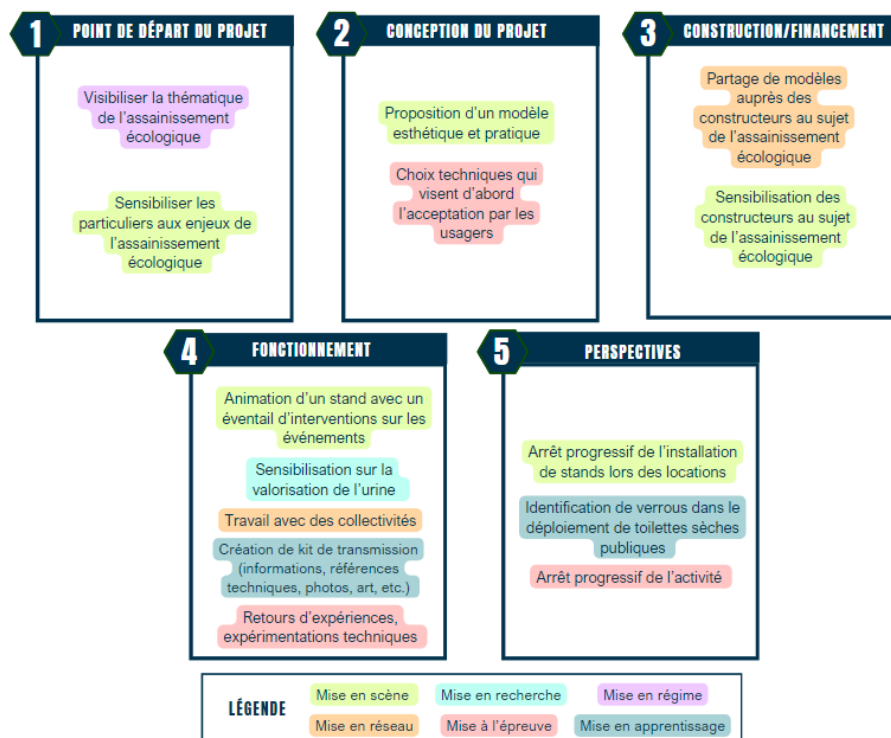 1 POINT DE DÉPART DU PROJET
Visibiliser la thématique
de l'assainissement
écologique
Sensibiliser les
particuliers aux enjeux de
l'assainissement
écologique
2 CONCEPTION DU PROJET
Proposition d'un modèle
esthétique et pratique
Choix techniques qui
visent d'abord
l'acceptation par les
usagers
3 CONSTRUCTION/FINANCEMENT
Partage de modèles
auprès des
constructeurs au sujet
de l'assainissement
écologique
Sensibilisation des
constructeurs au sujet
de l'assainissement
écologique
4 FONCTIONNEMENT
Animation d'un stand avec un
éventail d'interventions sur les
événements
Sensibilisation sur la
valorisation de l'urine
Travail avec des collectivités
Création de kit de transmission
(informations, références
techniques, photos, art, etc.)
Retours d'expériences,
expérimentations techniques
5 PERSPECTIVES
Arrêt progressif de l'installation
de stands lors des locations
Identification de verrous dans le
déploiement de toilettes sèches
publiques
Arrêt progressif de l'activité
LÉGENDE
Mise en scène Mise en recherche Mise en régime
Mise en réseau Mise à l'épreuve Mise en apprentissage